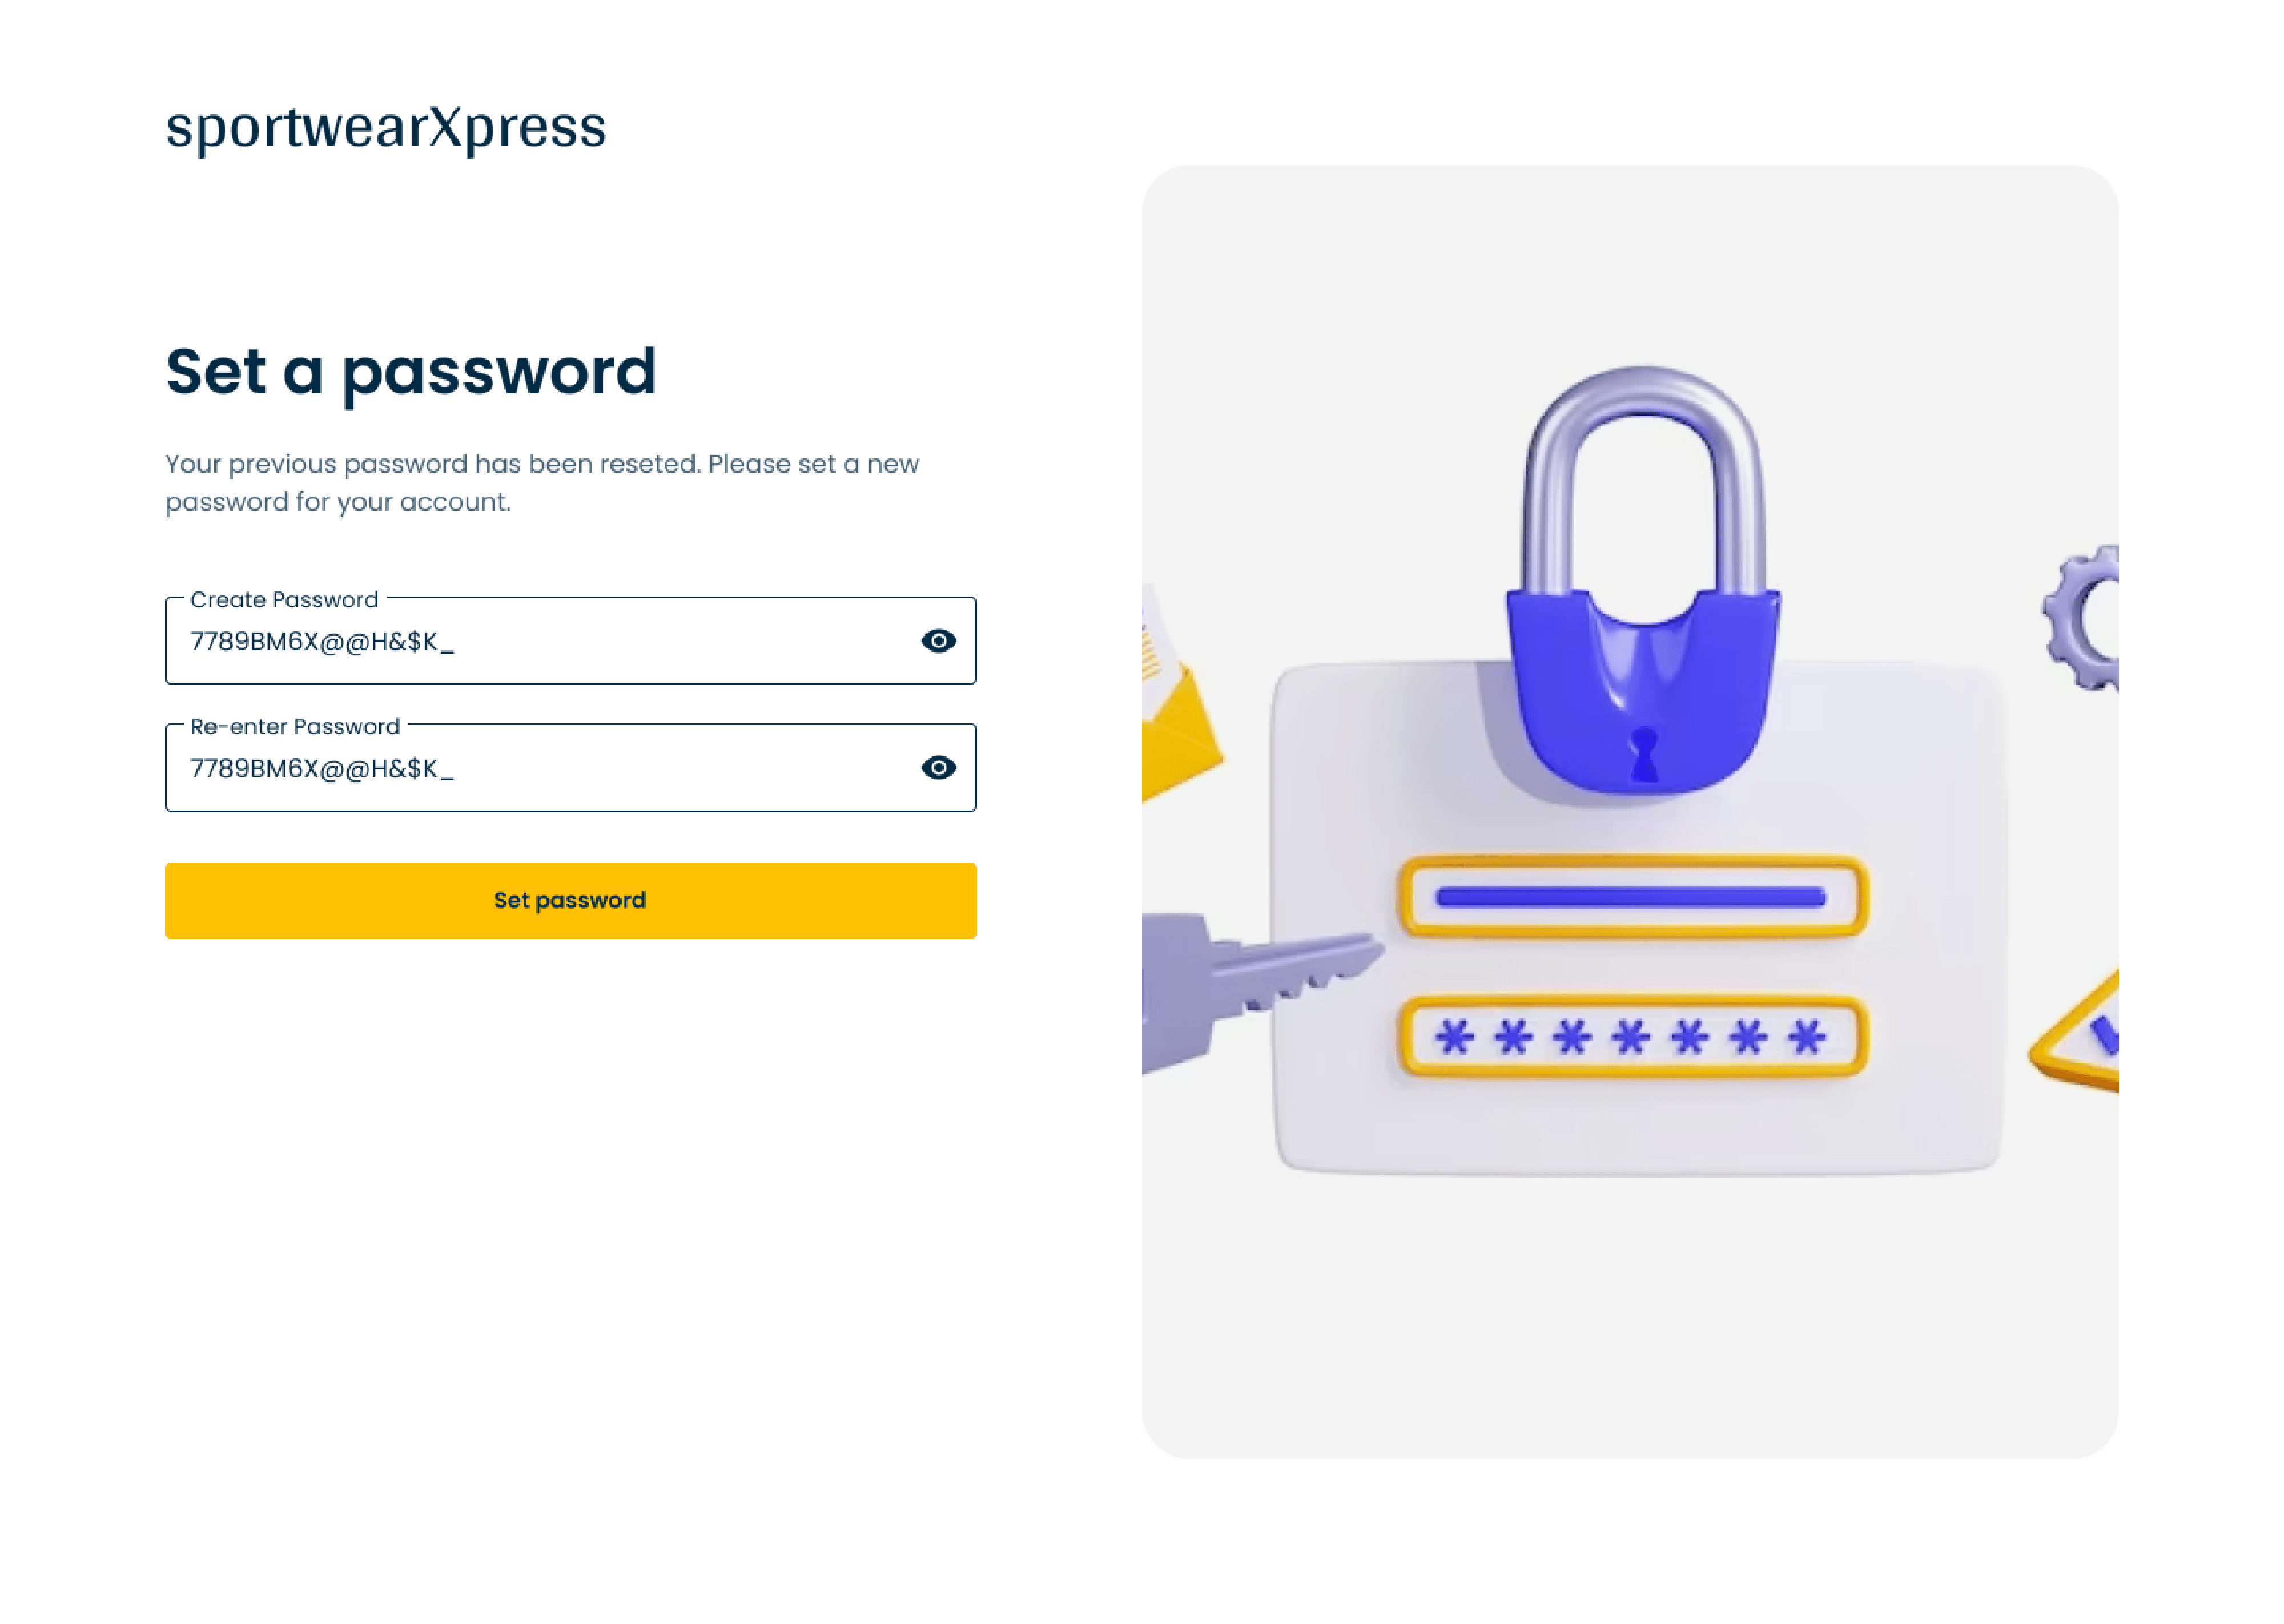 sportwearXpress
Set a password
Your previous password has been reseted. Please set a new
password for your account.
Create Password
7789BM6X@@H&$K_
Re-enter Password
7789BM6X@@H&$K_
Set password
*******